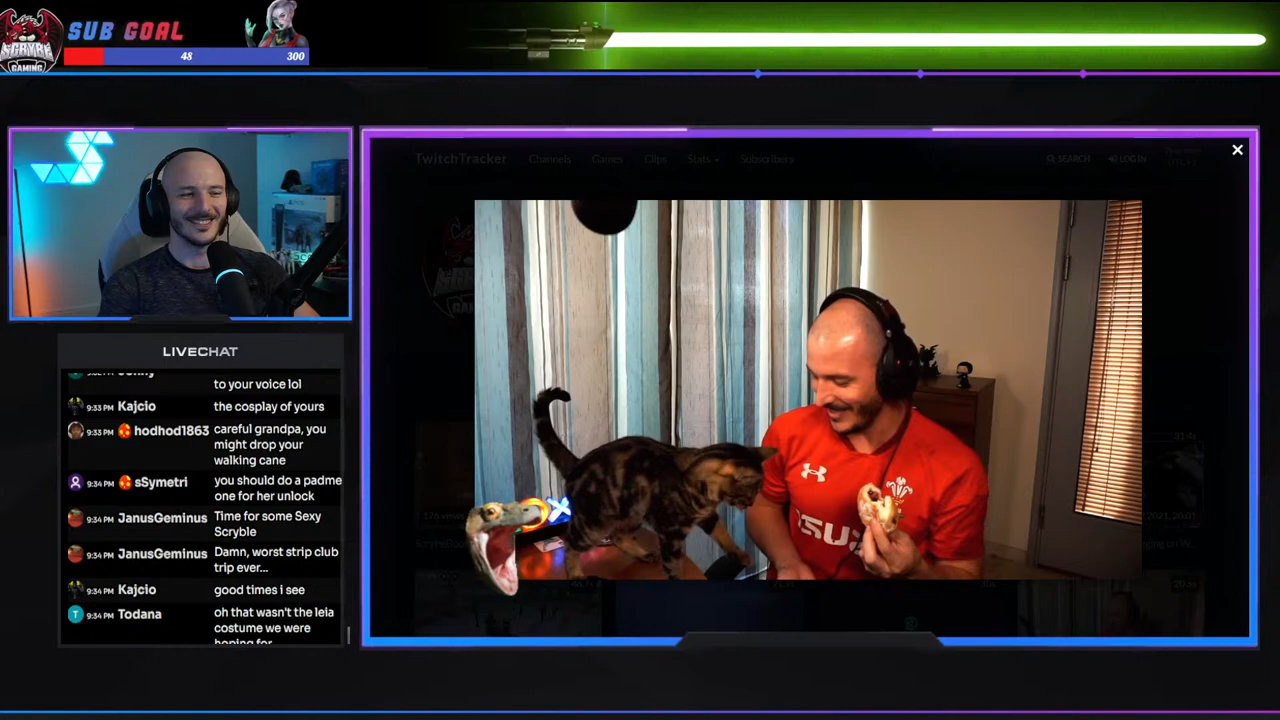 SUB GOAL
SCRYBE
GAMING
48
300
TwitchTracker
Channels
Games
Clips
Stats
Subscribers
SEARCH
LOG IN
LIVECHAT
to your voice lol
9:33 PM Kajcio the cosplay of yours
9:33 PM hodhod1863 careful grandpa, you
might drop your
walking cane
9:34 PM sSymetri you should do a padme
one for her unlock
9:34 PM JanusGeminus Time for some Sexy
Scryble
9:34 PM JanusGeminus Damn, worst strip club
trip ever...
9:34 PM Kajcio good times i see
T 9:34 PM Todana oh that wasn't the leia
costume we were
hoping for